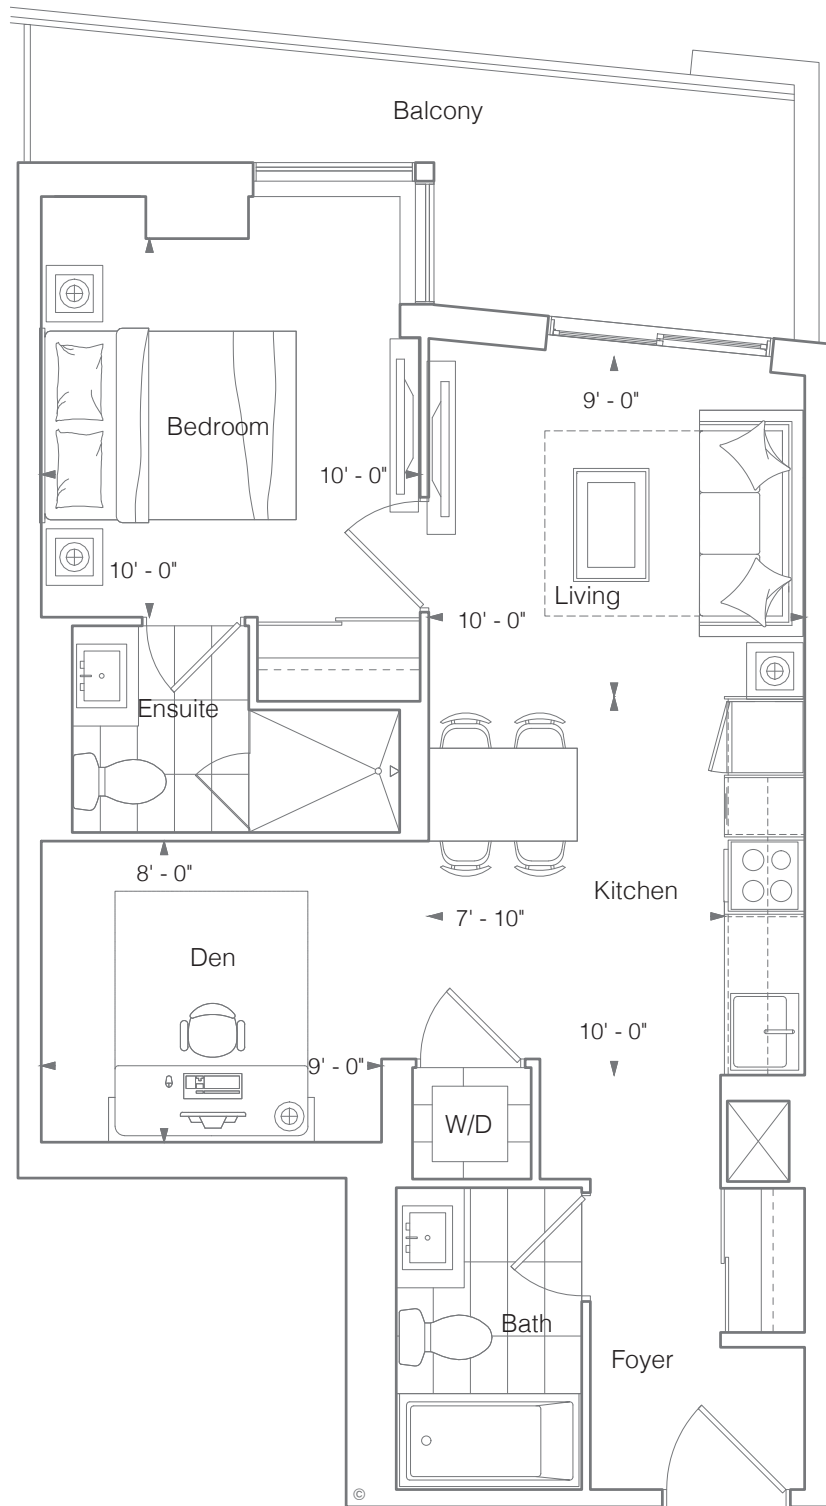 Balcony
9' - 0"
Bedroom
10' - 0"
10' - 0"
Living
10' - 0"
Ensuite
8' - 0"
Kitchen
7' - 10"
Den
10' - 0"
9' - 0"
W/D
Bath
Foyer
©